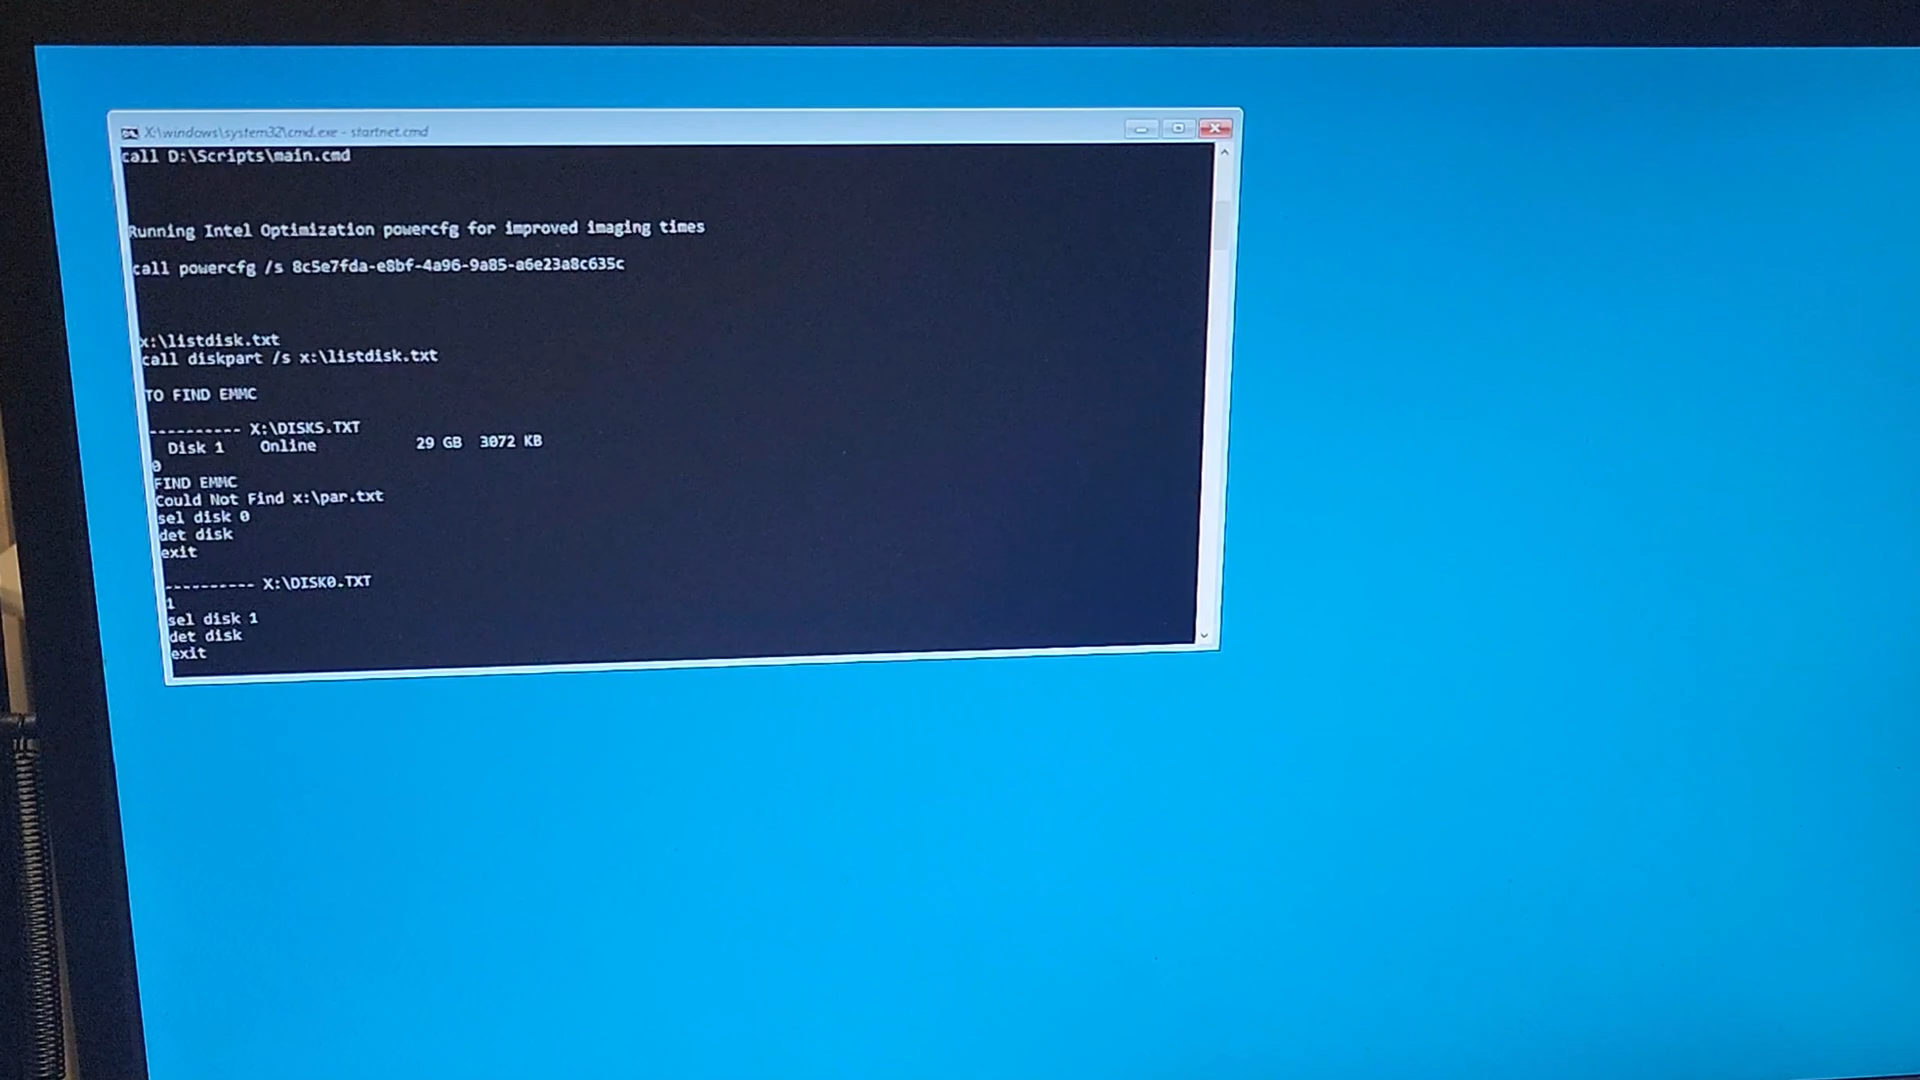 X:\windows\system32\cmd.exe - startnet.cmd
call D:\Scripts\main.cmd
Running Intel Optimization powercfg for improved imaging times
call powercfg /s 8c5e7fda-e8bf-4a96-9a85-a6e23a8c635c
x:\listdisk.txt
call diskpart /s x:\listdisk.txt
TO FIND EMMC
---------- X:\DISKS.TXT
Disk 1 Online 29 GB 3072 KB
0
FIND EMMC
Could Not Find x:\par.txt
sel disk 0
det disk
exit
---------- X:\DISK0.TXT
1
sel disk 1
det disk
exit